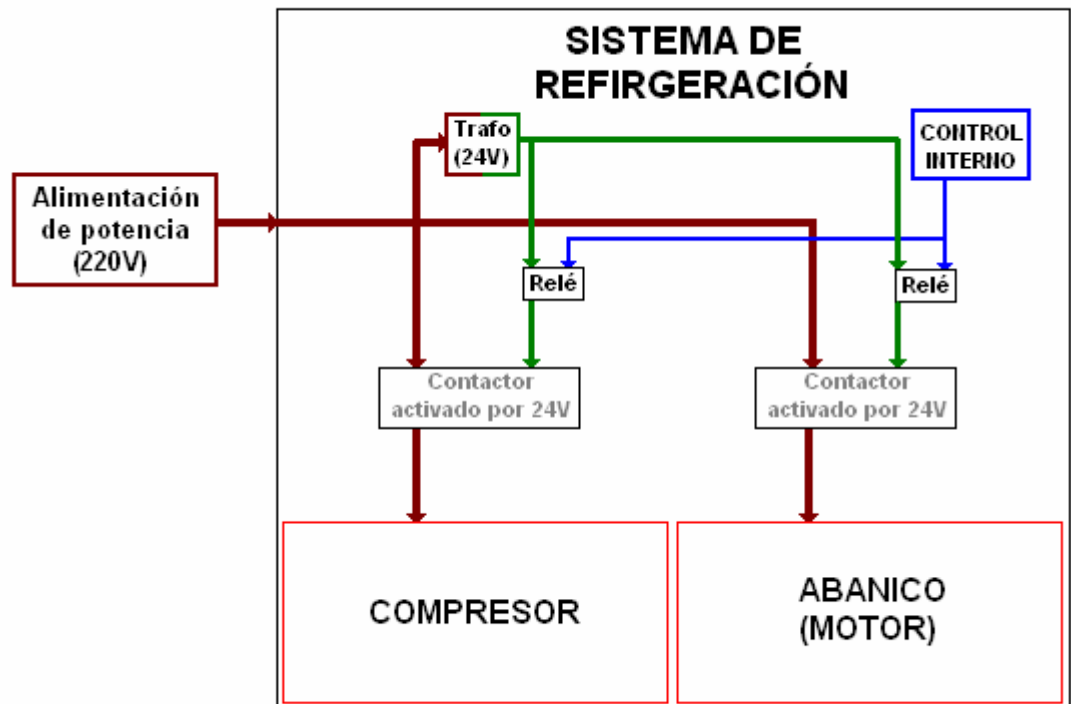 SISTEMA DE
REFIRGERACIÓN
Trafo
(24V)
CONTROL
INTERNO
Alimentación
de potencia
(220V)
Relé
Relé
Contactor
activado por 24V
Contactor
activado por 24V
COMPRESOR
ABANICO
(MOTOR)